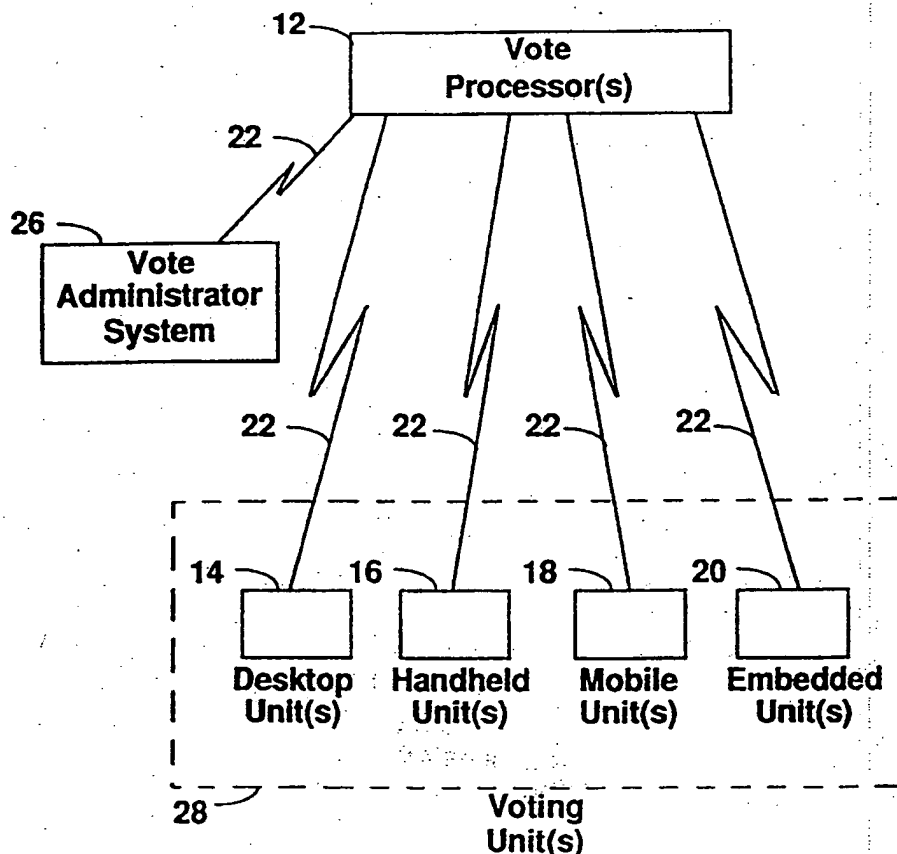 12
Vote
Processor(s)
22
26
Vote
Administrator
System
22 22 22 22
14 16 18 20
Desktop Unit(s)
Handheld Unit(s)
Mobile Unit(s)
Embedded Unit(s)
28
Voting
Unit(s)